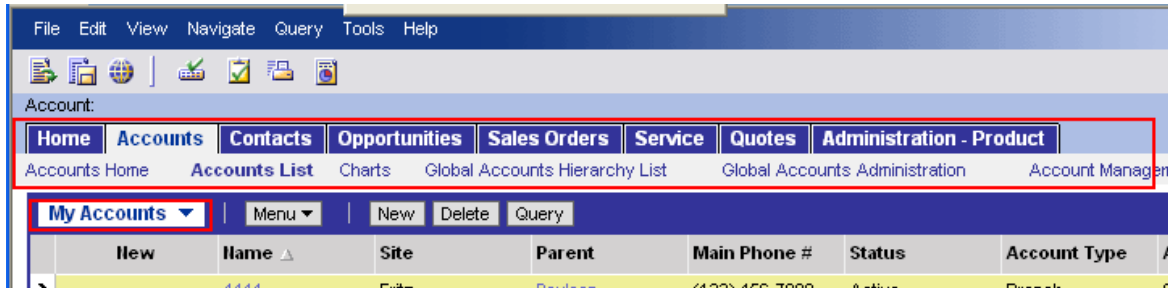 File Edit View Navigate Query Tools Help
Account:
Home Accounts Contacts Opportunities Sales Orders Service Quotes Administration - Product
Accounts Home Accounts List Charts Global Accounts Hierarchy List Global Accounts Administration Account Managem
My Accounts Menu New Delete Query
New Name Site Parent Main Phone # Status Account Type